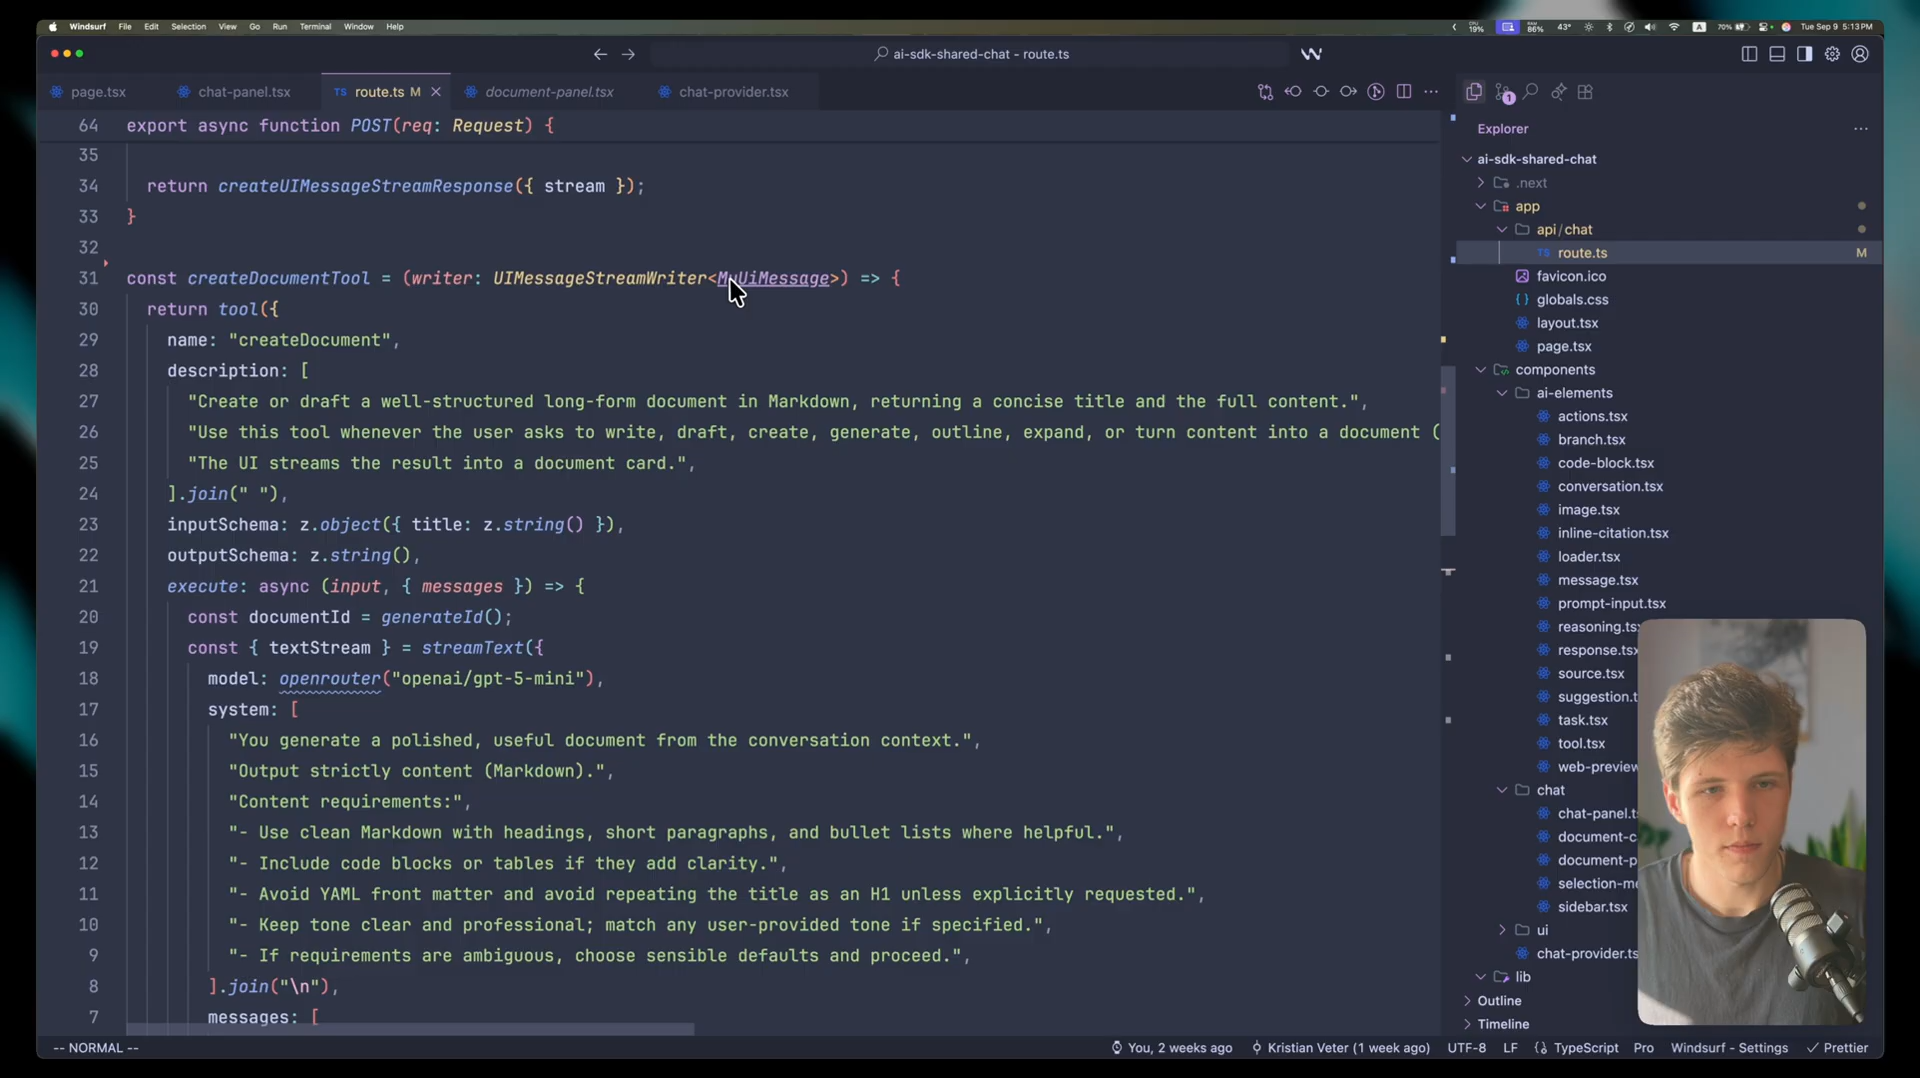 Windsurf File Edit Selection View Go Run Terminal Window Help
CPU 19% RAM 86% 43° A 70% Tue Sep 9 5:13 PM
ai-sdk-shared-chat - route.ts
page.tsx chat-panel.tsx TS route.ts M document-panel.tsx chat-provider.tsx
64 export async function POST(req: Request) {
35
34 return createUIMessageStreamResponse({ stream });
33 }
32
31 const createDocumentTool = (writer: UIMessageStreamWriter<MyUiMessage>) => {
30 return tool({
29 name: "createDocument",
28 description: [
27 "Create or draft a well-structured long-form document in Markdown, returning a concise title and the full content.",
26 "Use this tool whenever the user asks to write, draft, create, generate, outline, expand, or turn content into a document (
25 "The UI streams the result into a document card.",
24 ].join(" "),
23 inputSchema: z.object({ title: z.string() }),
22 outputSchema: z.string(),
21 execute: async (input, { messages }) => {
20 const documentId = generateId();
19 const { textStream } = streamText({
18 model: openrouter("openai/gpt-5-mini"),
17 system: [
16 "You generate a polished, useful document from the conversation context.",
15 "Output strictly content (Markdown).",
14 "Content requirements:",
13 "- Use clean Markdown with headings, short paragraphs, and bullet lists where helpful.",
12 "- Include code blocks or tables if they add clarity.",
11 "- Avoid YAML front matter and avoid repeating the title as an H1 unless explicitly requested.",
10 "- Keep tone clear and professional; match any user-provided tone if specified.",
9 "- If requirements are ambiguous, choose sensible defaults and proceed.",
8 ].join("\n"),
7 messages: [
1
Explorer
ai-sdk-shared-chat
.next
app
api/chat
TS route.ts M
favicon.ico
globals.css
layout.tsx
page.tsx
components
ai-elements
actions.tsx
branch.tsx
code-block.tsx
conversation.tsx
image.tsx
inline-citation.tsx
loader.tsx
message.tsx
prompt-input.tsx
reasoning.tsx
response.tsx
source.tsx
suggestion.t
task.tsx
tool.tsx
web-preview
chat
chat-panel.ts
document-c
document-p
selection-me
sidebar.tsx
ui
chat-provider.ts
lib
Outline
Timeline
-- NORMAL -- You, 2 weeks ago Kristian Veter (1 week ago) UTF-8 LF {} TypeScript Pro Windsurf - Settings Prettier